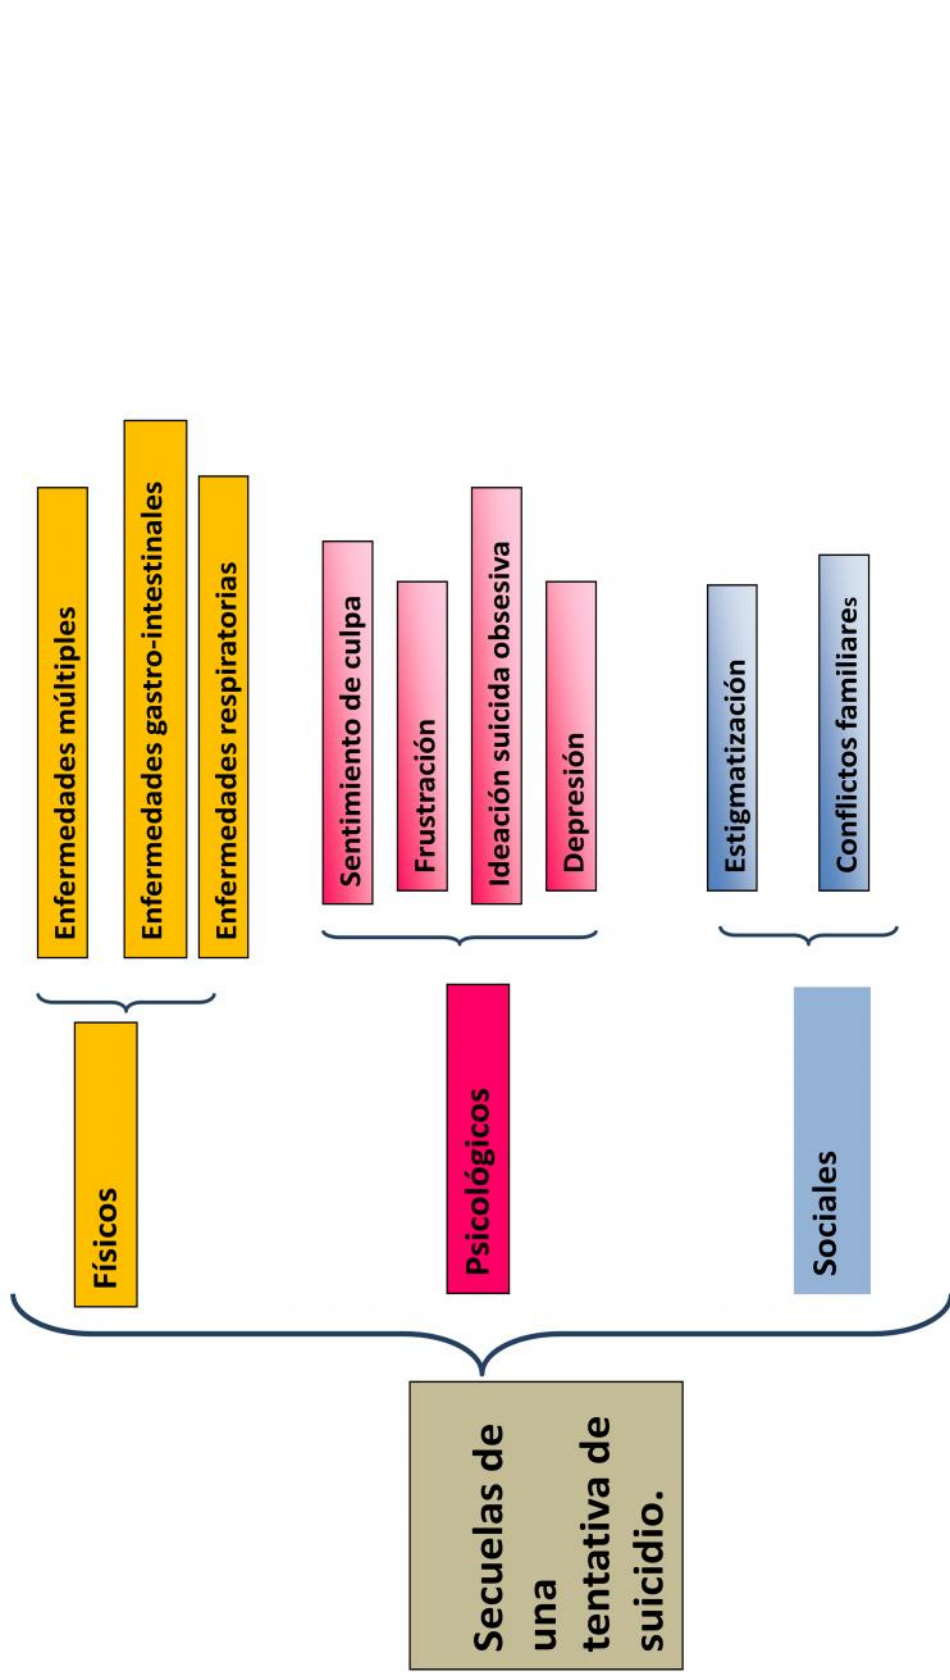 Secuelas de
una
tentativa de
suicidio.
Físicos
Enfermedades múltiples
Enfermedades gastro-intestinales
Enfermedades respiratorias
Psicológicos
Sentimiento de culpa
Frustración
Ideación suicida obsesiva
Depresión
Sociales
Estigmatización
Conflictos familiares